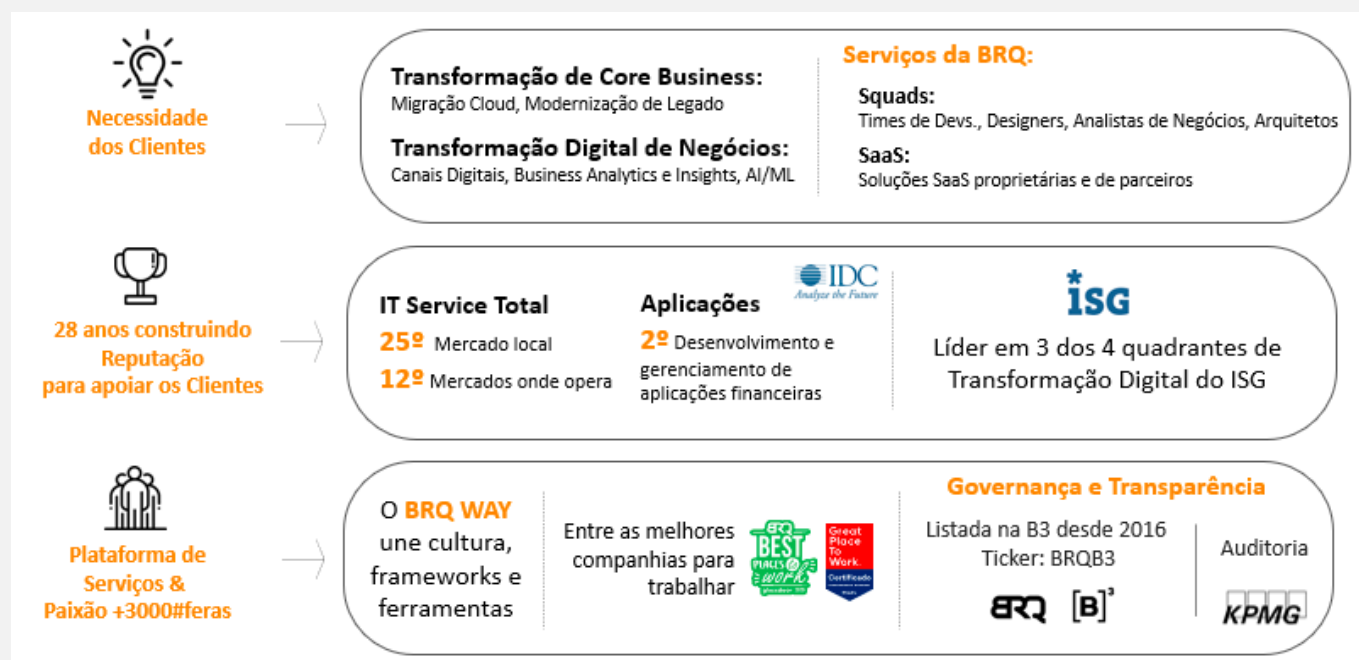 Necessidade
dos Clientes
Transformação de Core Business:
Migração Cloud, Modernização de Legado
Transformação Digital de Negócios:
Canais Digitais, Business Analytics e Insights, AI/ML
Serviços da BRQ:
Squads:
Times de Devs., Designers, Analistas de Negócios, Arquitetos
SaaS:
Soluções SaaS proprietárias e de parceiros
28 anos construindo
Reputação
para apoiar os Clientes
IT Service Total
25º Mercado local
12º Mercados onde opera
IDC
Analyze the Future
Aplicações
2º Desenvolvimento e
gerenciamento de
aplicações financeiras
*
iSG
Líder em 3 dos 4 quadrantes de
Transformação Digital do ISG
Plataforma de
Serviços &
Paixão +3000#feras
O BRQ WAY
une cultura,
frameworks e
ferramentas
Entre as melhores
companhias para
trabalhar
BRQ
BEST
PLACES to
work
Great
Place
To
Work.
Certificado
Governança e Transparência
Listada na B3 desde 2016
Ticker: BRQB3
BRQ [B]³
Auditoria
KPMG